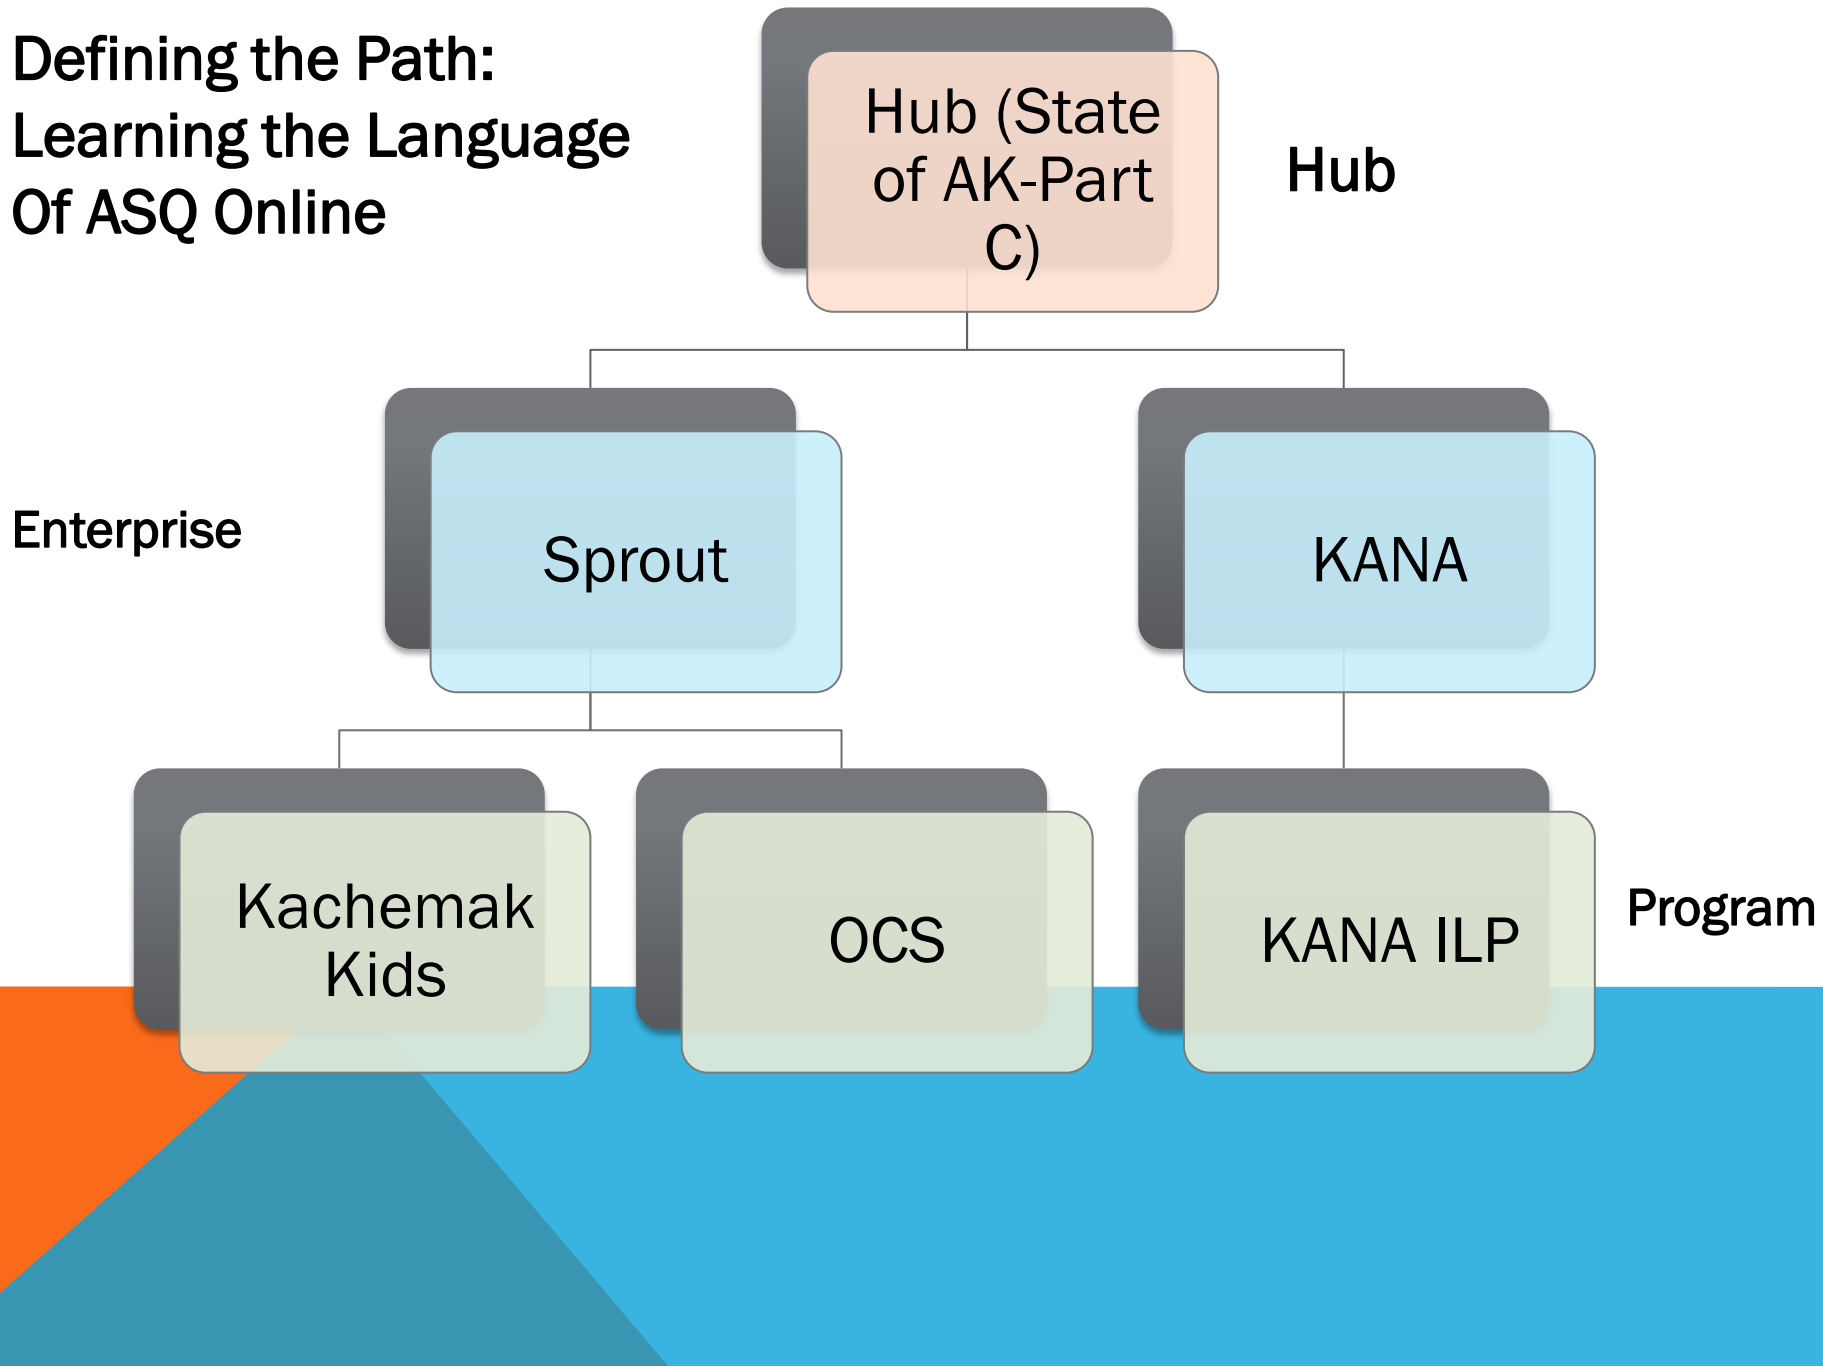 Defining the Path:
Learning the Language
Of ASQ Online
Hub (State
of AK-Part
C)
Hub
Enterprise
Sprout
KANA
Kachemak
Kids
OCS
KANA ILP
Program